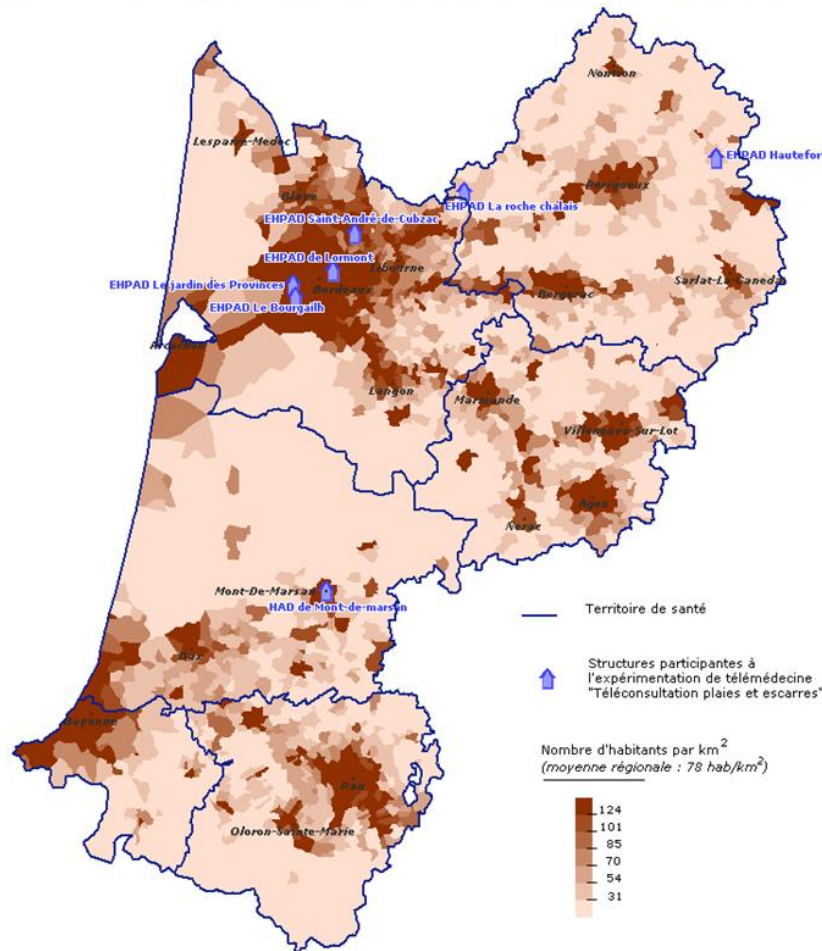 Nontron
Lesparre-Medoc
EHPAD Hautefort
Périgueux
Blaye
EHPAD La roche chalais
EHPAD Saint-André-de-Cubzac
EHPAD de Lormont
Libourne
EHPAD Le jardin des Provinces
Bordeaux
Bergerac
Sarlat-La-Caneda
EHPAD Le Bourgailh
Arcachon
Langon
Marmande
Villeneuve-Sur-Lot
Agen
Nerac
Mont-De-Marsan
HAD de Mont-de-marsan
Territoire de santé
Dax
Structures participantes à
l'expérimentation de télémédecine
"Téléconsultation plaies et escarres"
Bayonne
Nombre d'habitants par km²
(moyenne régionale : 78 hab/km²)
Pau
Oloron-Sainte-Marie
124
101
85
70
54
31